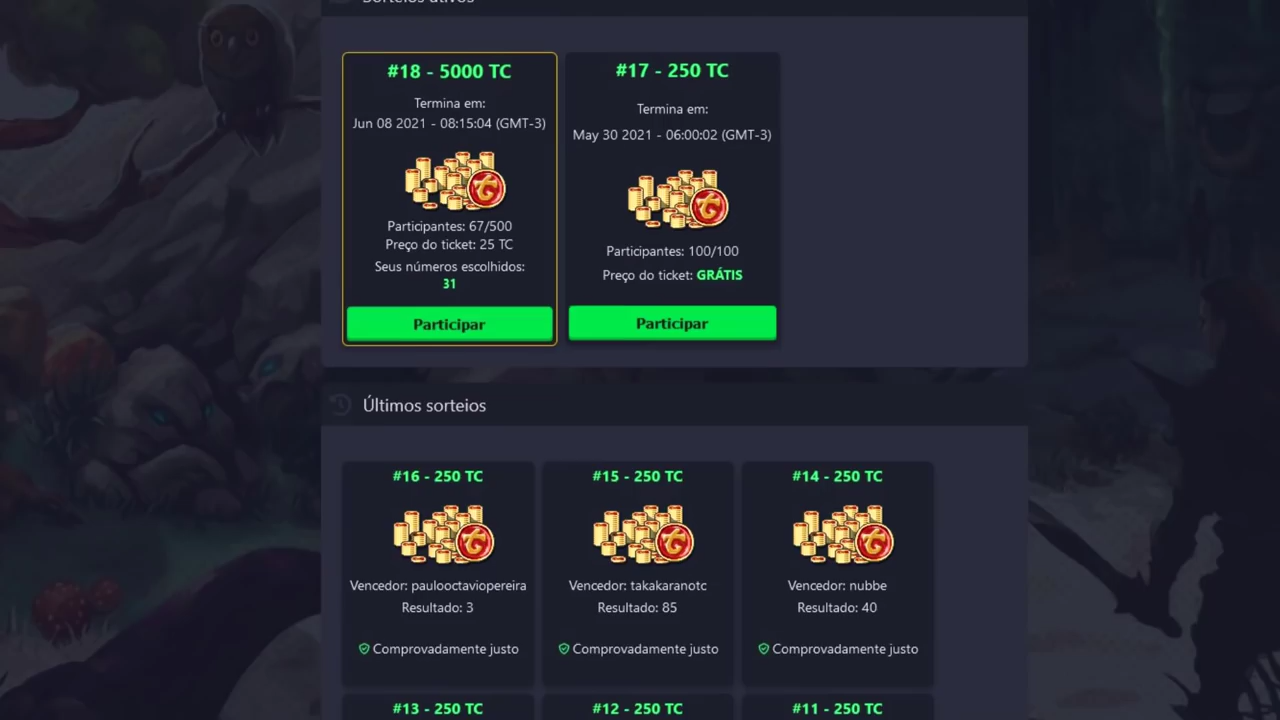 Sorteios ativos
#18 - 5000 TC
Termina em:
Jun 08 2021 - 08:15:04 (GMT-3)
Participantes: 67/500
Preço do ticket: 25 TC
Seus números escolhidos:
31
Participar
#17 - 250 TC
Termina em:
May 30 2021 - 06:00:02 (GMT-3)
Participantes: 100/100
Preço do ticket: GRÁTIS
Participar
Últimos sorteios
#16 - 250 TC
Vencedor: paulooctaviopereira
Resultado: 3
Comprovadamente justo
#15 - 250 TC
Vencedor: takakaranotc
Resultado: 85
Comprovadamente justo
#14 - 250 TC
Vencedor: nubbe
Resultado: 40
Comprovadamente justo
#13 - 250 TC
#12 - 250 TC
#11 - 250 TC